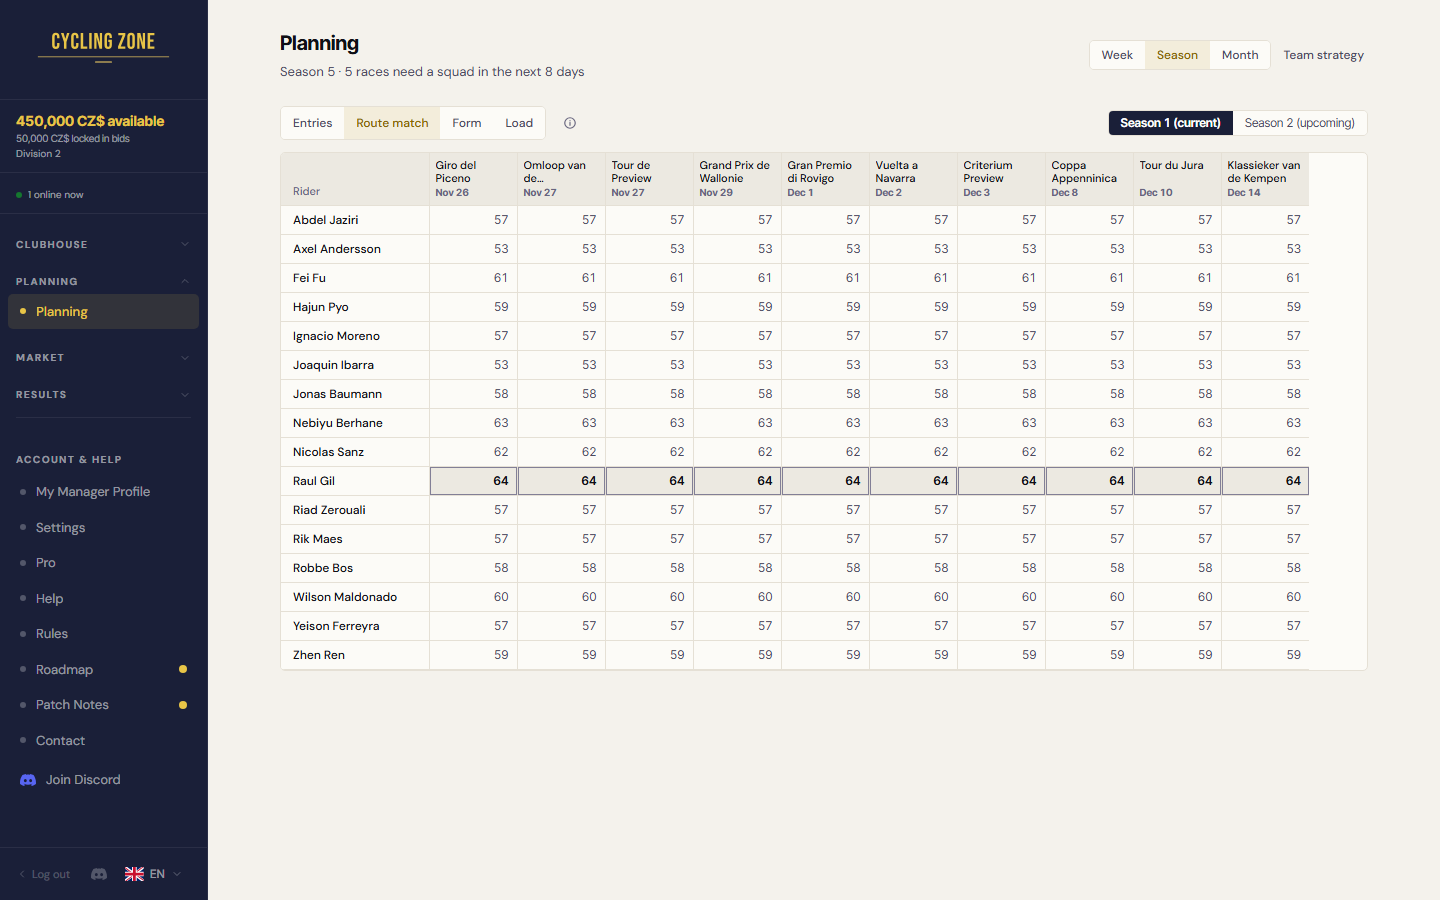 CYCLING ZONE
450,000 CZ$ available
50,000 CZ$ locked in bids
Division 2
1 online now
CLUBHOUSE
PLANNING
Planning
MARKET
RESULTS
ACCOUNT & HELP
My Manager Profile
Settings
Pro
Help
Rules
Roadmap
Patch Notes
Contact
Join Discord
Log out
EN
Planning
Season 5 · 5 races need a squad in the next 8 days
Week Season Month Team strategy
Entries Route match Form Load
Season 1 (current) Season 2 (upcoming)
Rider
Giro del
Piceno
Nov 26
Omloop van
de...
Nov 27
Tour de
Preview
Nov 27
Grand Prix de
Wallonie
Nov 29
Gran Premio
di Rovigo
Dec 1
Vuelta a
Navarra
Dec 2
Criterium
Preview
Dec 3
Coppa
Appenninica
Dec 8
Tour du Jura
Dec 10
Klassieker van
de Kempen
Dec 14
Abdel Jaziri 57 57 57 57 57 57 57 57 57 57
Axel Andersson 53 53 53 53 53 53 53 53 53 53
Fei Fu 61 61 61 61 61 61 61 61 61 61
Hajun Pyo 59 59 59 59 59 59 59 59 59 59
Ignacio Moreno 57 57 57 57 57 57 57 57 57 57
Joaquin Ibarra 53 53 53 53 53 53 53 53 53 53
Jonas Baumann 58 58 58 58 58 58 58 58 58 58
Nebiyu Berhane 63 63 63 63 63 63 63 63 63 63
Nicolas Sanz 62 62 62 62 62 62 62 62 62 62
Raul Gil 64 64 64 64 64 64 64 64 64 64
Riad Zerouali 57 57 57 57 57 57 57 57 57 57
Rik Maes 57 57 57 57 57 57 57 57 57 57
Robbe Bos 58 58 58 58 58 58 58 58 58 58
Wilson Maldonado 60 60 60 60 60 60 60 60 60 60
Yeison Ferreyra 57 57 57 57 57 57 57 57 57 57
Zhen Ren 59 59 59 59 59 59 59 59 59 59